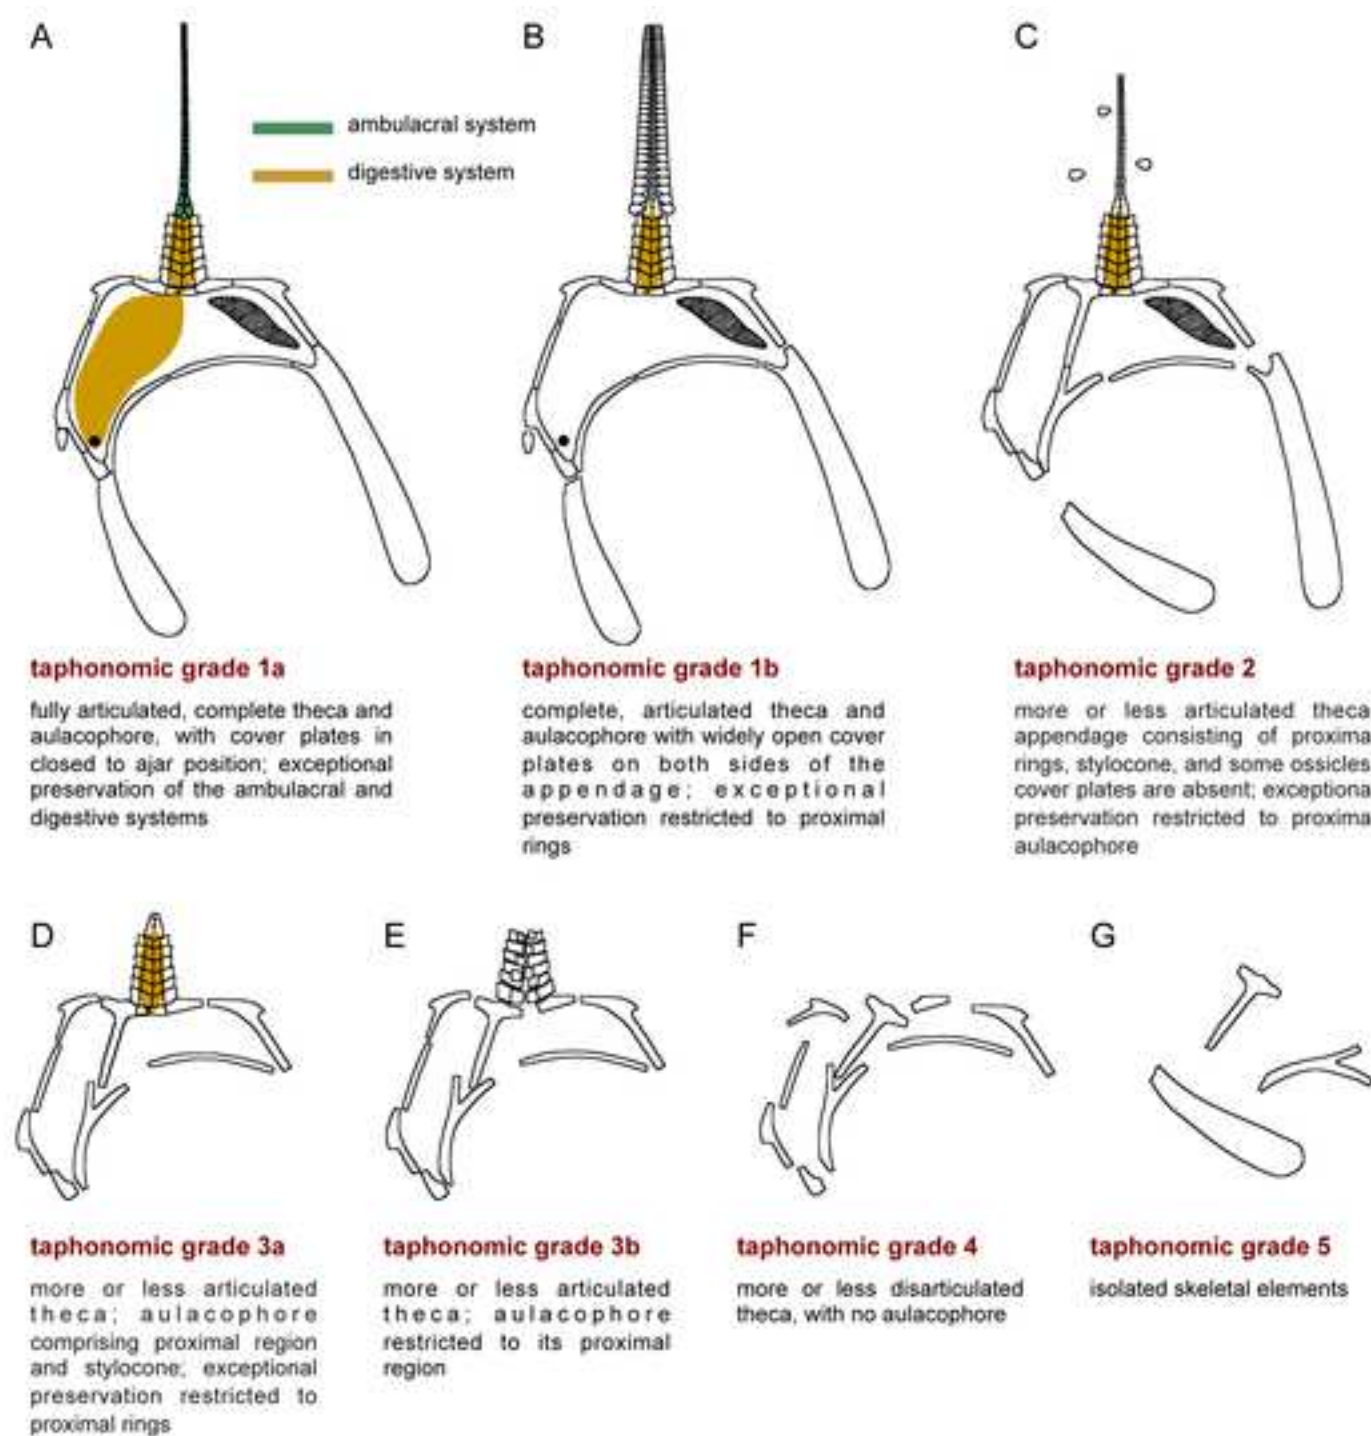 A
B
C
ambulacral system
digestive system
taphonomic grade 1a
fully articulated, complete theca and
aulacophore, with cover plates in
closed to ajar position; exceptional
preservation of the ambulacral and
digestive systems
taphonomic grade 1b
complete, articulated theca and
aulacophore with widely open cover
plates on both sides of the
appendage; exceptional
preservation restricted to proximal
rings
taphonomic grade 2
more or less articulated theca
appendage consisting of proxima
rings, stylocone, and some ossicles
cover plates are absent; exceptiona
preservation restricted to proxima
aulacophore
D
E
F
G
taphonomic grade 3a
more or less articulated
theca; aulacophore
comprising proximal region
and stylocone; exceptional
preservation restricted to
proximal rings
taphonomic grade 3b
more or less articulated
theca; aulacophore
restricted to its proximal
region
taphonomic grade 4
more or less disarticulated
theca, with no aulacophore
taphonomic grade 5
isolated skeletal elements